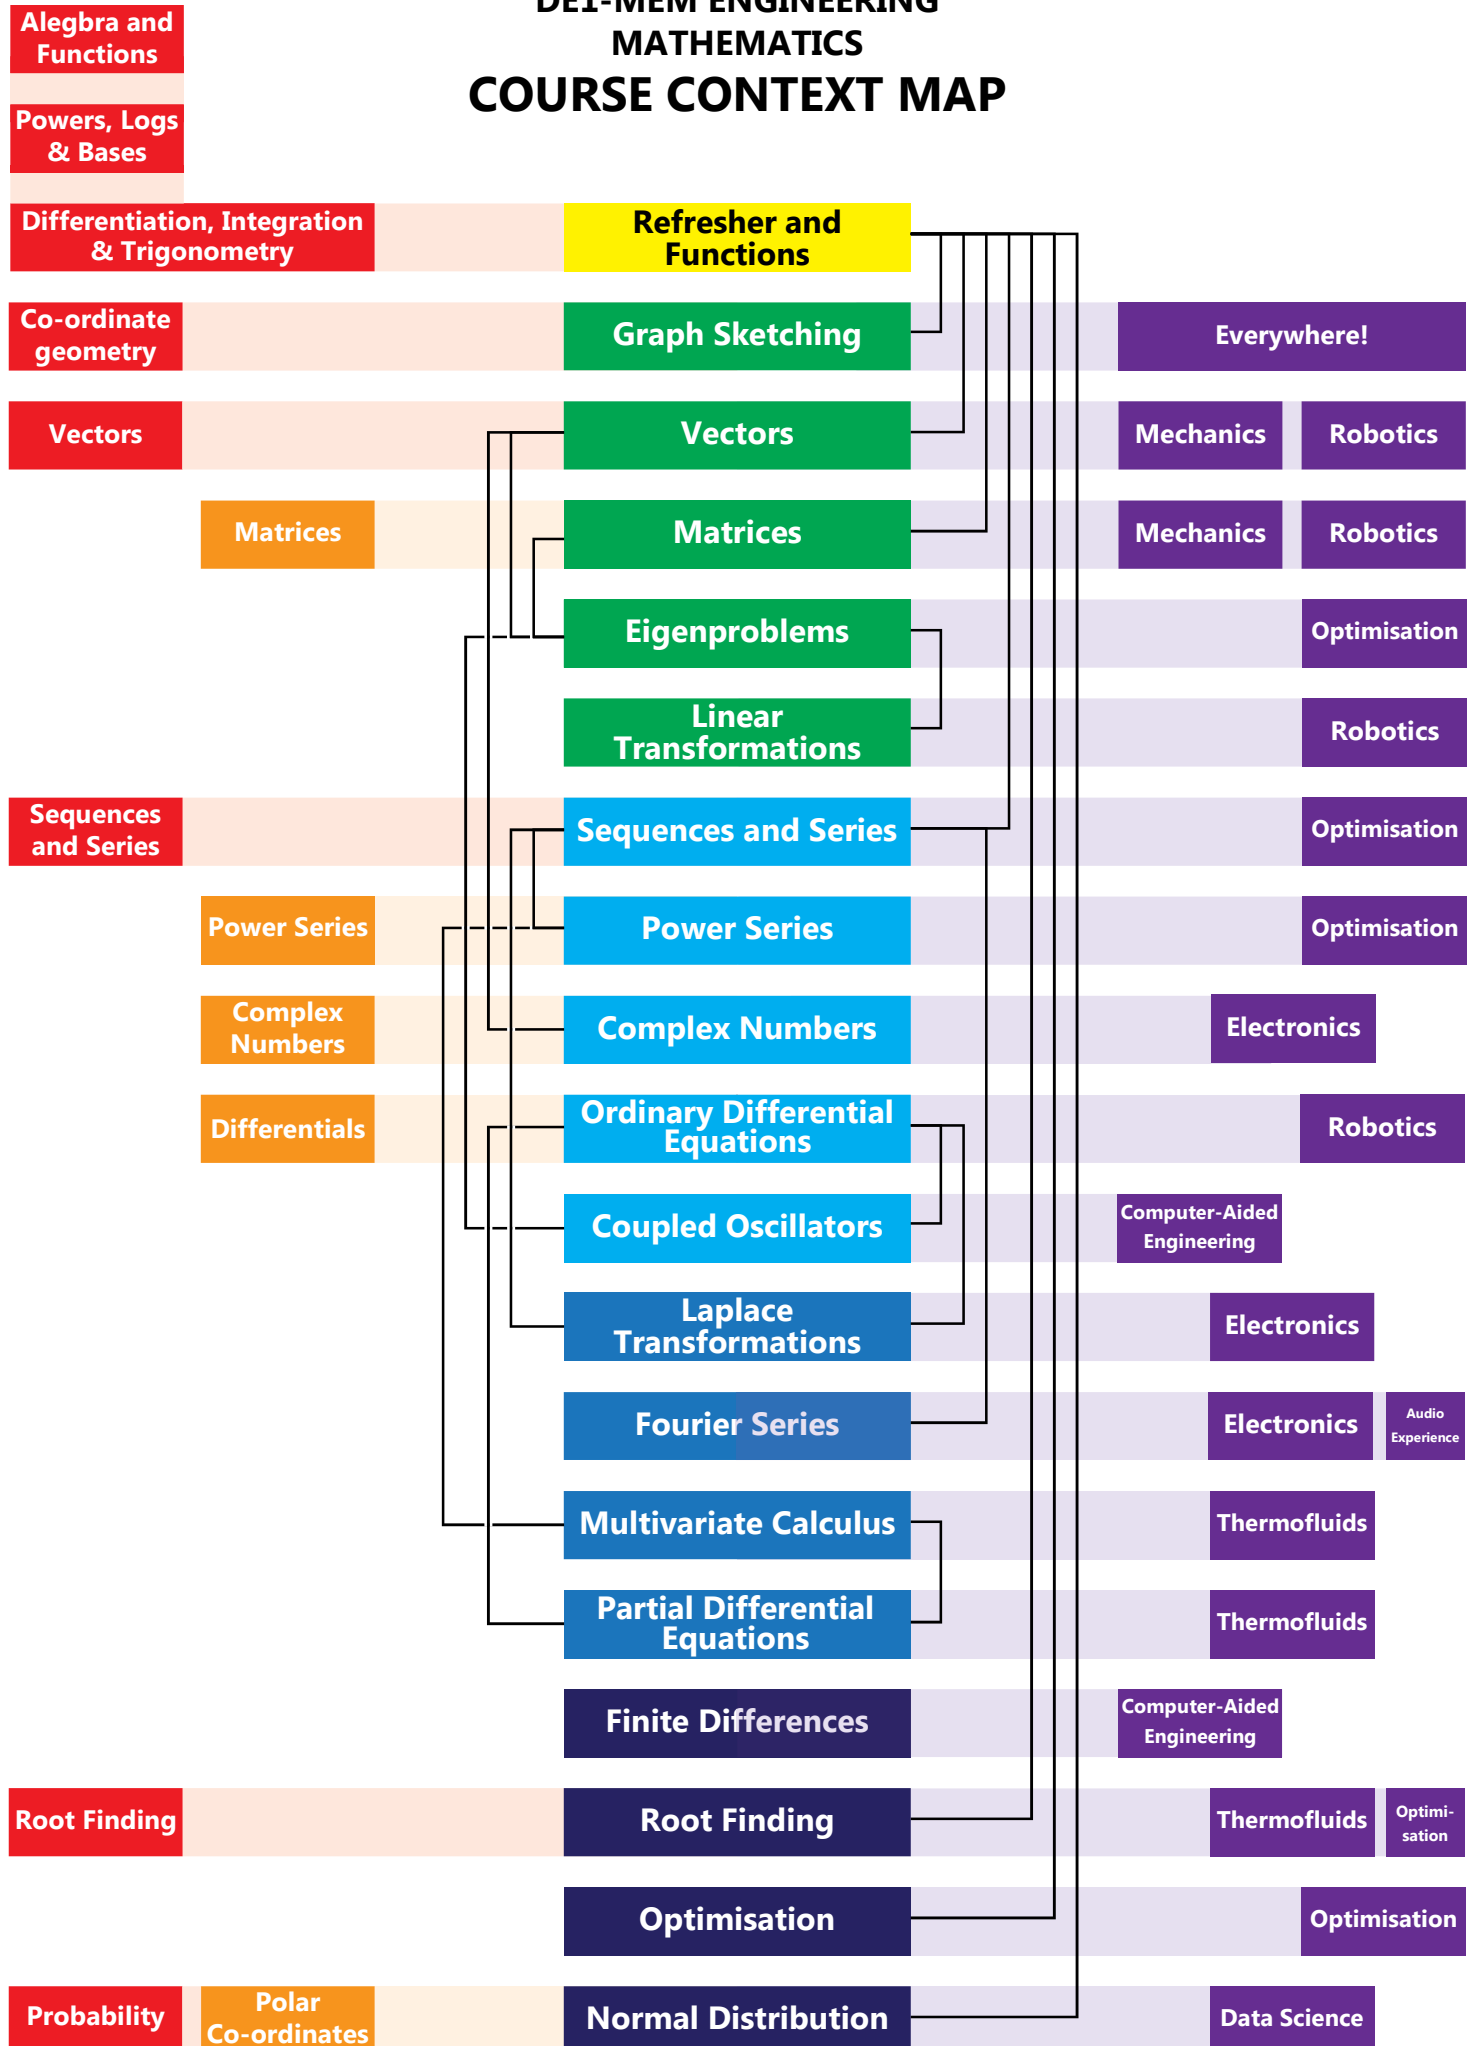 DE1-MEM ENGINEERING
MATHEMATICS
COURSE CONTEXT MAP
Alegbra and
Functions
Powers, Logs
& Bases
Differentiation, Integration
& Trigonometry
Refresher and
Functions
Co-ordinate
geometry
Graph Sketching
Everywhere!
Vectors
Vectors
Mechanics
Robotics
Matrices
Matrices
Mechanics
Robotics
Eigenproblems
Optimisation
Linear
Transformations
Robotics
Sequences
and Series
Sequences and Series
Optimisation
Power Series
Power Series
Optimisation
Complex
Numbers
Complex Numbers
Electronics
Differentials
Ordinary Differential
Equations
Robotics
Coupled Oscillators
Computer-Aided
Engineering
Laplace
Transformations
Electronics
Fourier Series
Electronics
Audio
Experience
Multivariate Calculus
Thermofluids
Partial Differential
Equations
Thermofluids
Finite Differences
Computer-Aided
Engineering
Root Finding
Root Finding
Thermofluids
Optimi-
sation
Optimisation
Optimisation
Probability
Polar
Co-ordinates
Normal Distribution
Data Science